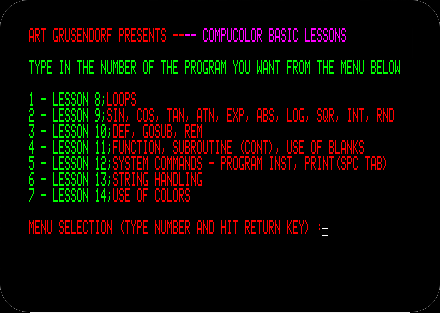 ART GRUSENDORF PRESENTS ---- COMPUCOLOR BASIC LESSONS
TYPE IN THE NUMBER OF THE PROGRAM YOU WANT FROM THE MENU BELOW
1 - LESSON 8;LOOPS
2 - LESSON 9;SIN, COS, TAN, ATN, EXP, ABS, LOG, SQR, INT, RND
3 - LESSON 10;DEF, GOSUB, REM
4 - LESSON 11;FUNCTION, SUBROUTINE (CONT), USE OF BLANKS
5 - LESSON 12;SYSTEM COMMANDS - PROGRAM INST, PRINT(SPC TAB)
6 - LESSON 13;STRING HANDLING
7 - LESSON 14;USE OF COLORS
MENU SELECTION (TYPE NUMBER AND HIT RETURN KEY) :_